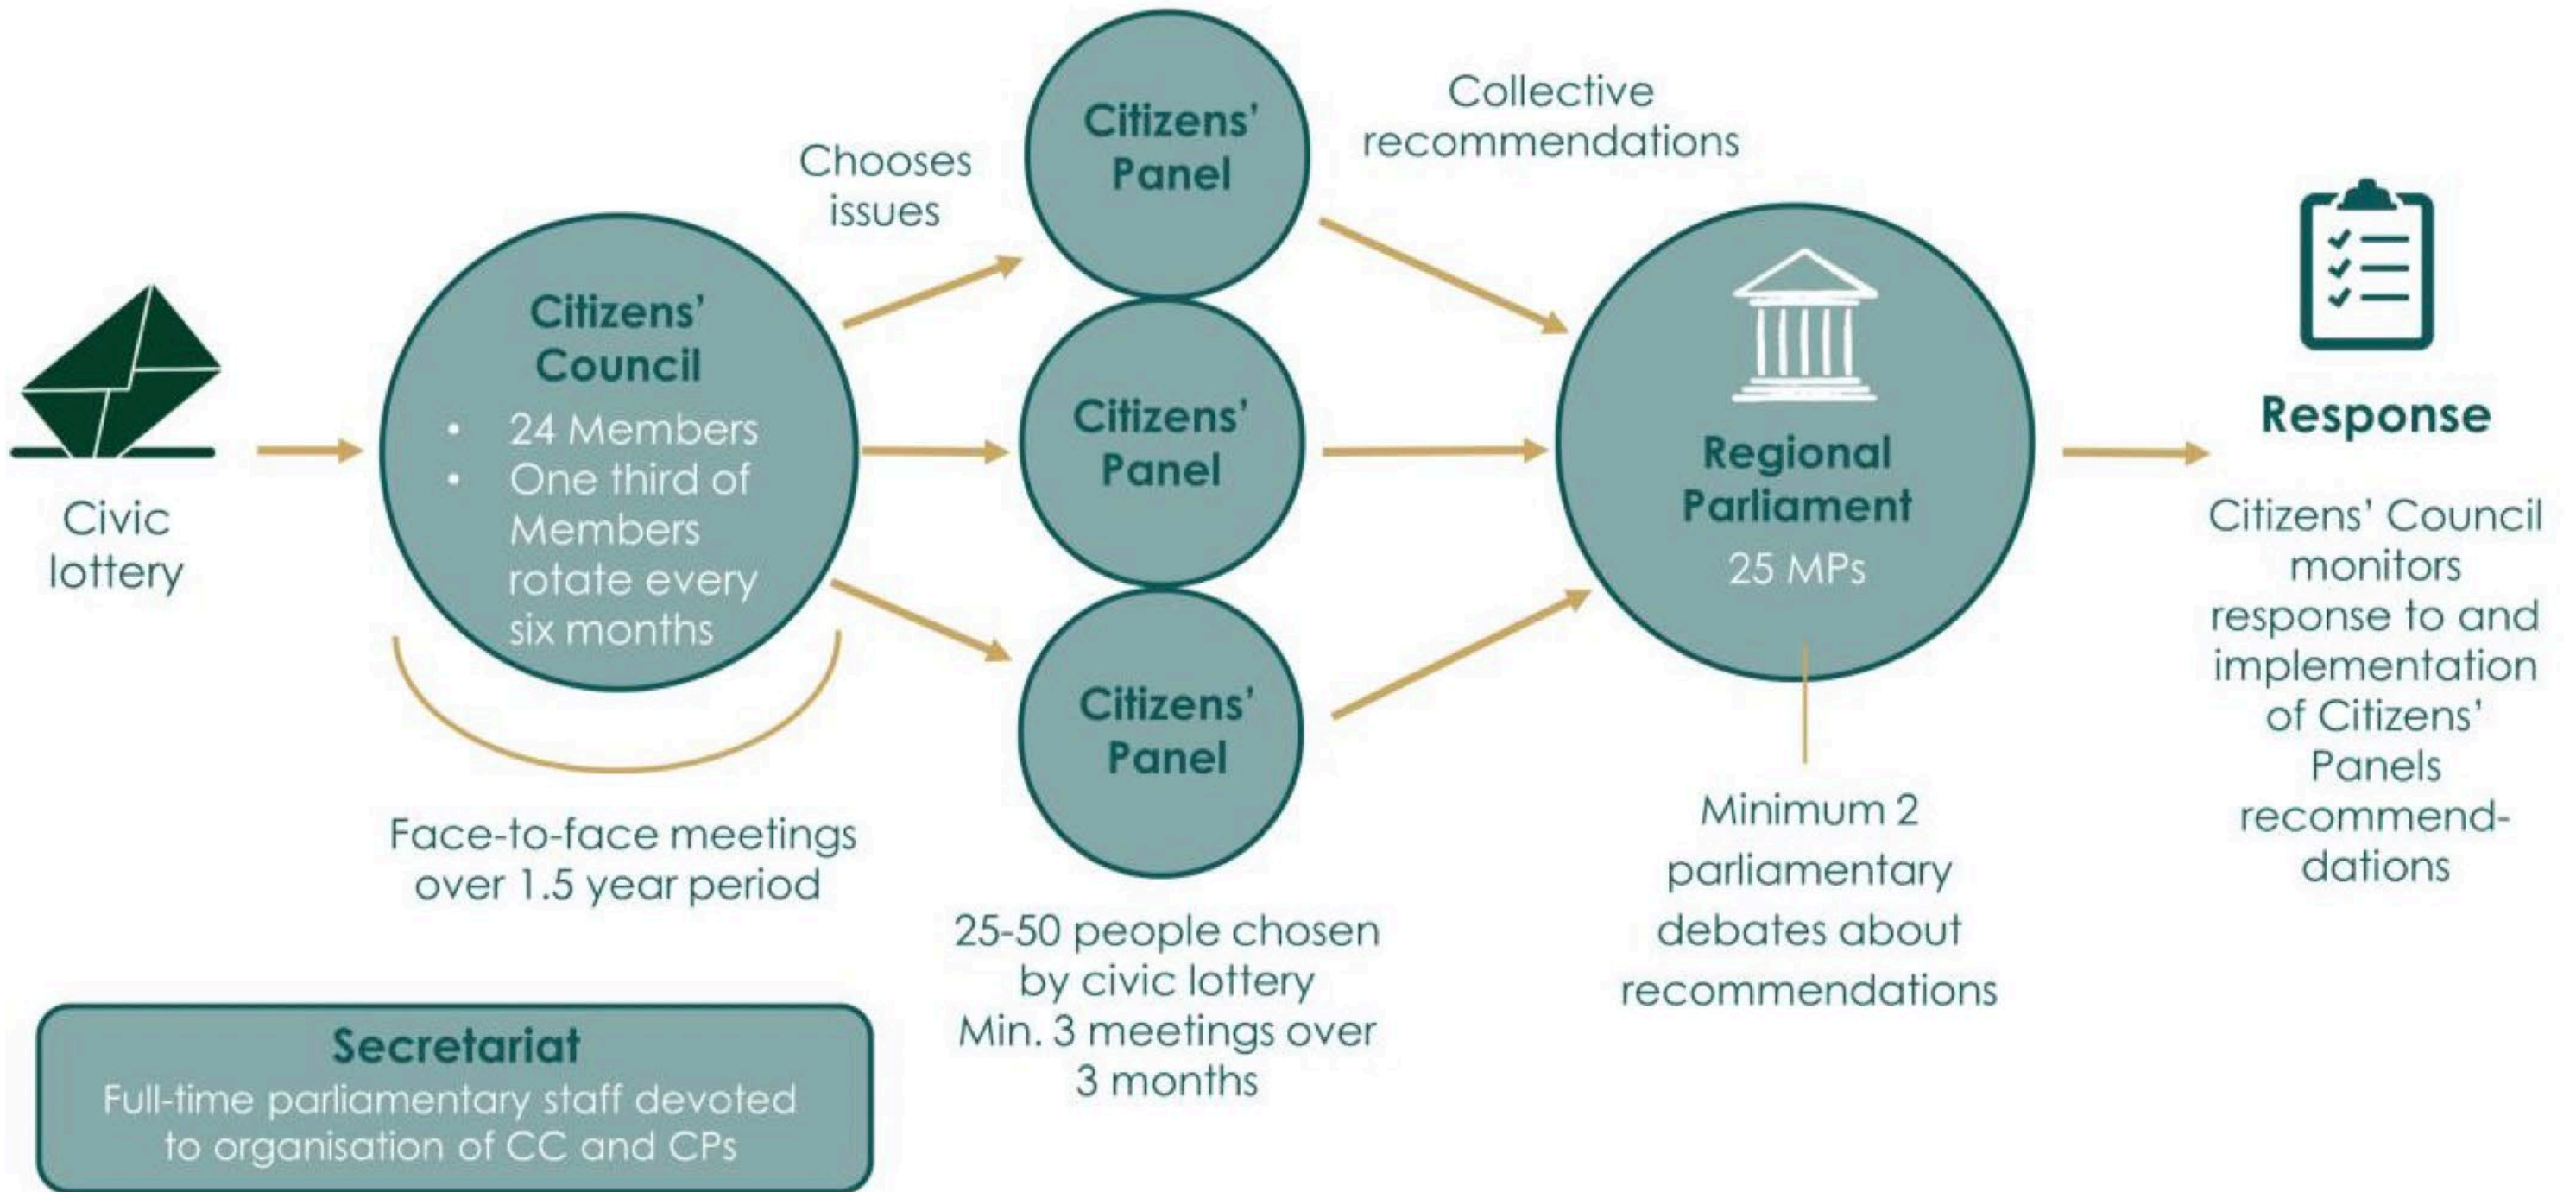 Civic
lottery
Citizens'
Council
• 24 Members
• One third of
Members
rotate every
six months
Face-to-face meetings
over 1.5 year period
Secretariat
Full-time parliamentary staff devoted
to organisation of CC and CPs
Chooses
issues
Citizens'
Panel
Citizens'
Panel
Citizens'
Panel
25-50 people chosen
by civic lottery
Min. 3 meetings over
3 months
Collective
recommendations
Regional
Parliament
25 MPs
Minimum 2
parliamentary
debates about
recommendations
Response
Citizens' Council
monitors
response to and
implementation
of Citizens'
Panels
recommend-
dations